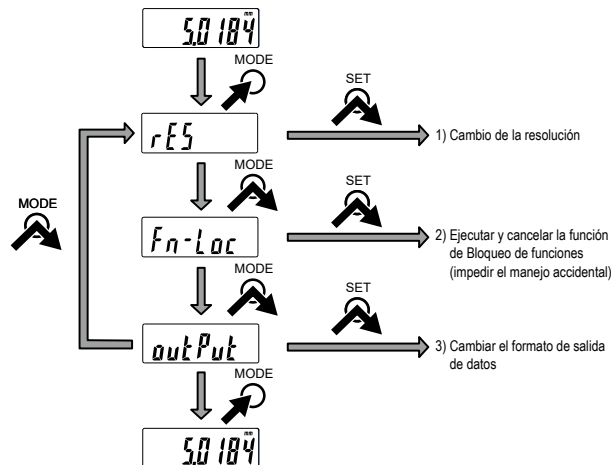 mm
5.0184
MODE
SET
rES
1) Cambio de la resolución
MODE
SET
MODE
Fn-Loc
2) Ejecutar y cancelar la función
de Bloqueo de funciones
(impedir el manejo accidental)
MODE
SET
outPut
3) Cambiar el formato de salida
de datos
MODE
mm
5.0184